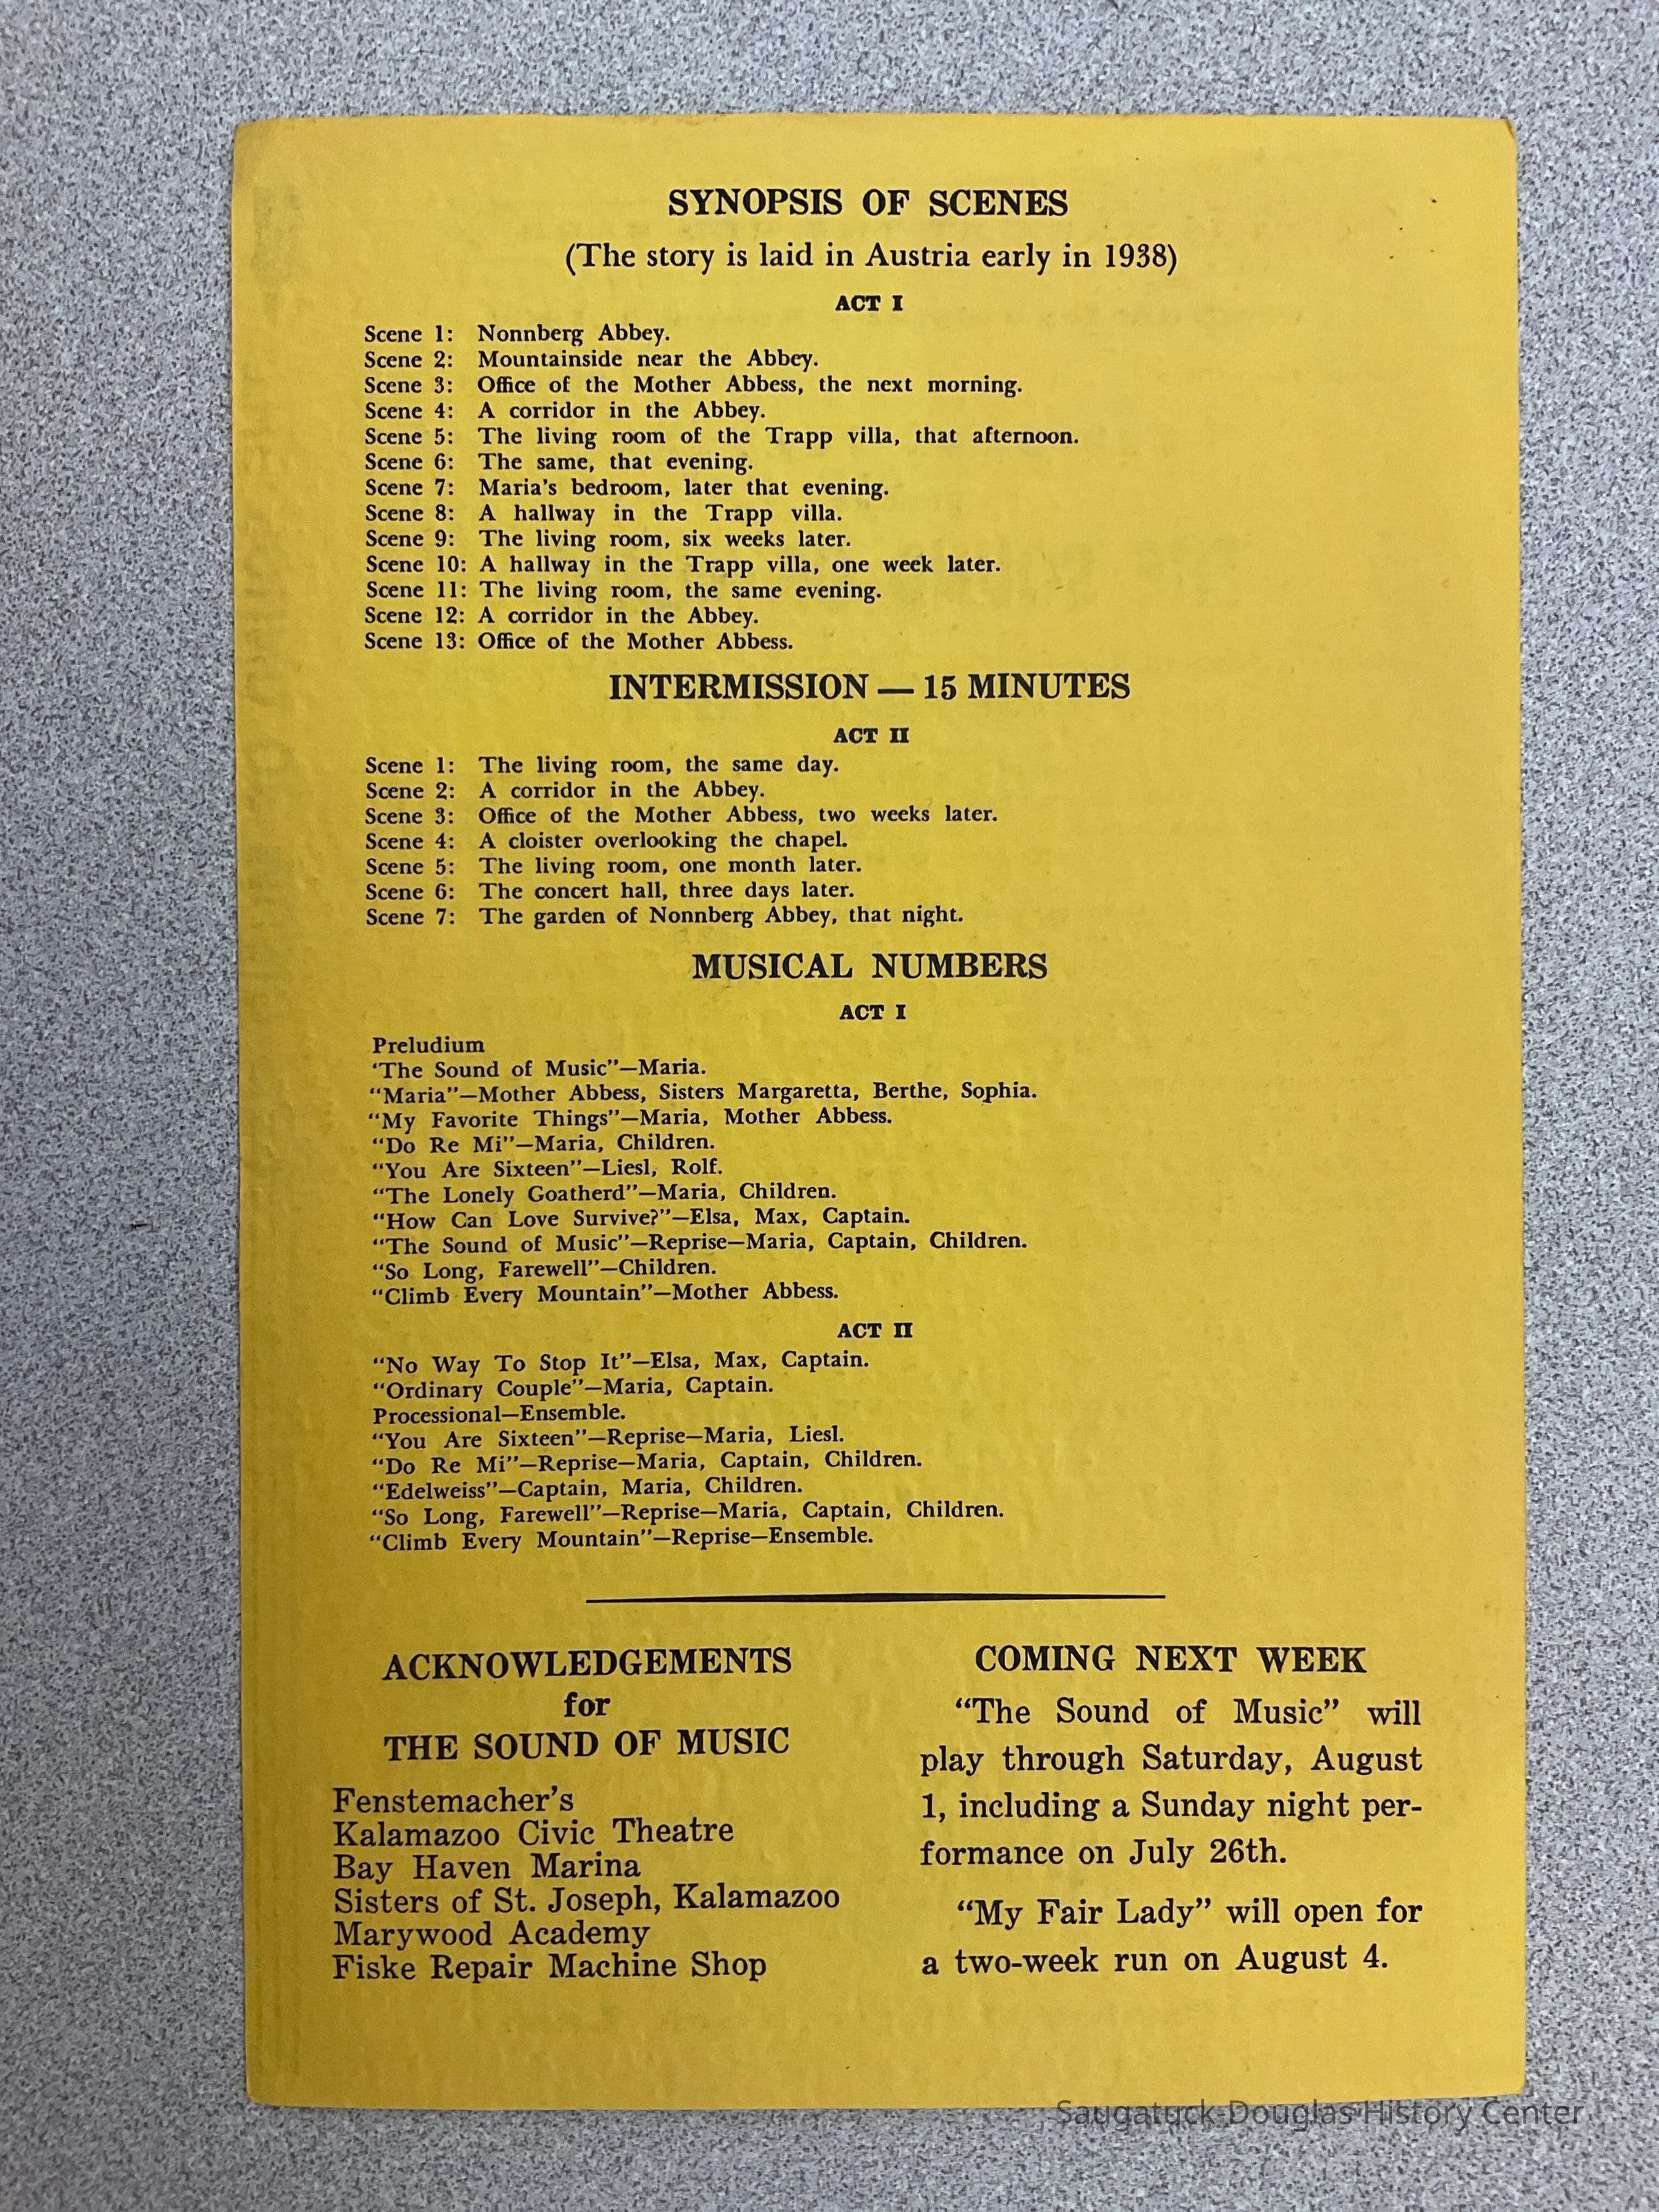 SYNOPSIS OF SCENES
(The story is laid in Austria early in 1938)
ACT I
Scene 1: Nonnberg Abbey.
Scene 2: Mountainside near the Abbey.
Scene 3: Office of the Mother Abbess, the next morning.
Scene 4: A corridor in the Abbey.
Scene 5: The living room of the Trapp villa, that afternoon.
Scene 6: The same, that evening.
Scene 7: Maria's bedroom, later that evening.
Scene 8: A hallway in the Trapp villa.
Scene 9: The living room, six weeks later.
Scene 10: A hallway in the Trapp villa, one week later.
Scene 11: The living room, the same evening.
Scene 12: A corridor in the Abbey.
Scene 13: Office of the Mother Abbess.
INTERMISSION — 15 MINUTES
ACT II
Scene 1: The living room, the same day.
Scene 2: A corridor in the Abbey.
Scene 3: Office of the Mother Abbess, two weeks later.
Scene 4: A cloister overlooking the chapel.
Scene 5: The living room, one month later.
Scene 6: The concert hall, three days later.
Scene 7: The garden of Nonnberg Abbey, that night.
MUSICAL NUMBERS
ACT I
Preludium
‘The Sound of Music”—Maria.
“Maria”—Mother Abbess, Sisters Margaretta, Berthe, Sophia.
“My Favorite Things”—Maria, Mother Abbess.
“Do Re Mi”—Maria, Children.
“You Are Sixteen”—Liesl, Rolf.
“The Lonely Goatherd”—Maria, Children.
“How Can Love Survive?”—Elsa, Max, Captain.
“The Sound of Music”—Reprise—Maria, Captain, Children.
“So Long, Farewell”—Children.
“Climb Every Mountain”—Mother Abbess.
ACT II
“No Way To Stop It”—Elsa, Max, Captain.
“Ordinary Couple”—Maria, Captain.
Processional—Ensemble.
“You Are Sixteen”—Reprise—Maria, Liesl.
“Do Re Mi”—Reprise—Maria, Captain, Children.
“Edelweiss”—Captain, Maria, Children.
“So Long, Farewell”—Reprise—Maria, Captain, Children.
“Climb Every Mountain”—Reprise—Ensemble.
ACKNOWLEDGEMENTS
for
THE SOUND OF MUSIC
Fenstemacher's
Kalamazoo Civic Theatre
Bay Haven Marina
Sisters of St. Joseph, Kalamazoo
Marywood Academy
Fiske Repair Machine Shop
COMING NEXT WEEK
“The Sound of Music” will
play through Saturday, August
1, including a Sunday night per-
formance on July 26th.
“My Fair Lady” will open for
a two-week run on August 4.
Saugatuck-Douglas History Center